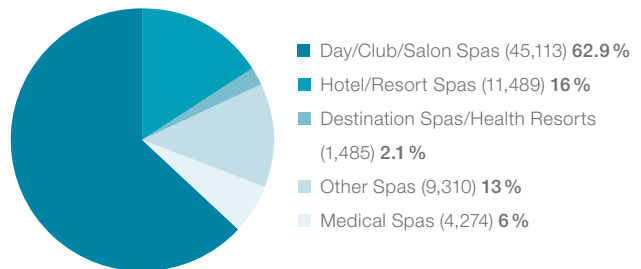 Day/Club/Salon Spas (45,113) 62.9 %
Hotel/Resort Spas (11,489) 16 %
Destination Spas/Health Resorts
(1,485) 2.1 %
Other Spas (9,310) 13 %
Medical Spas (4,274) 6 %